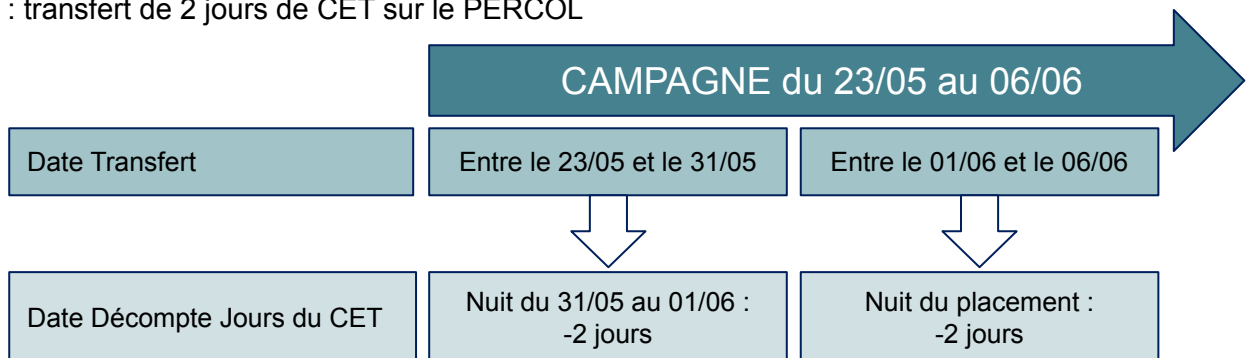 : transfert de 2 jours de CET sur le PERCOL
CAMPAGNE du 23/05 au 06/06
Date Transfert
Entre le 23/05 et le 31/05
Entre le 01/06 et le 06/06
Date Décompte Jours du CET
Nuit du 31/05 au 01/06 :
-2 jours
Nuit du placement :
-2 jours